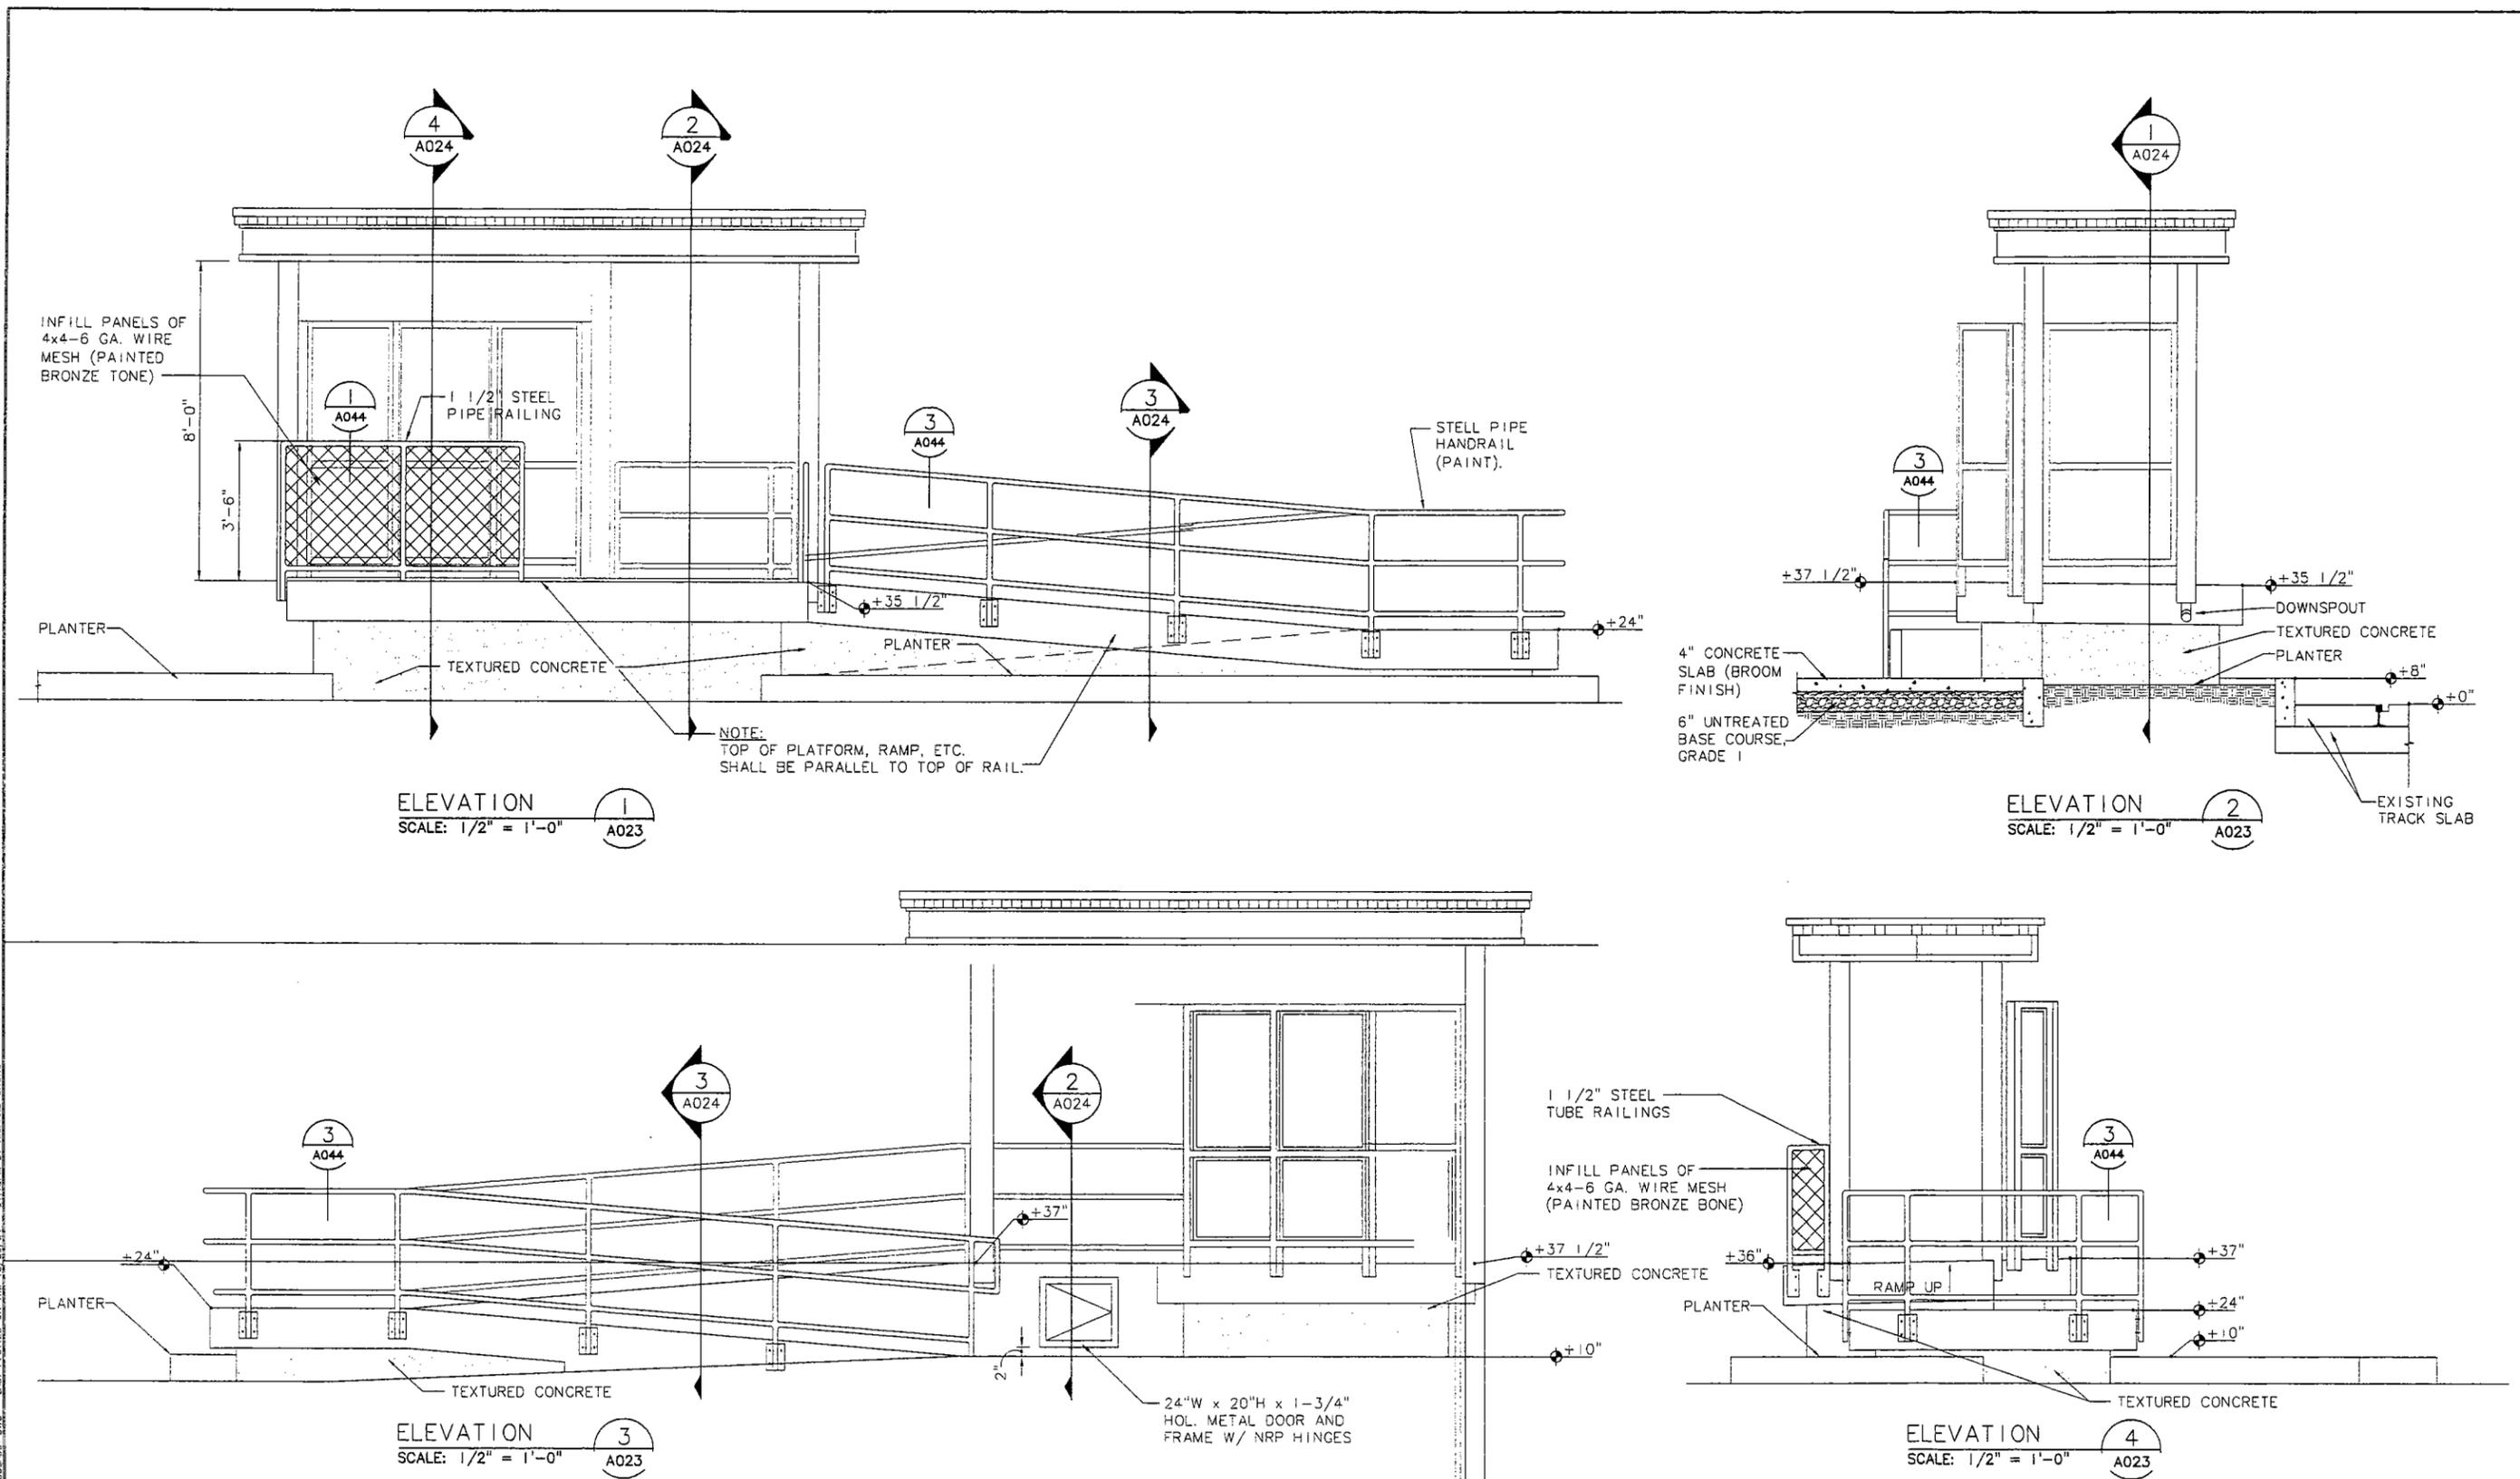 4
A024
2
A024
INFILL PANELS OF
4x4-6 GA. WIRE
MESH (PAINTED
BRONZE TONE)
8'-0"
3'-6"
1
A044
1 1/2" STEEL
PIPE RAILING
3
A044
3
A024
STELL PIPE
HANDRAIL
(PAINT).
+35 1/2"
+24"
PLANTER
TEXTURED CONCRETE
PLANTER
NOTE:
TOP OF PLATFORM, RAMP, ETC.
SHALL BE PARALLEL TO TOP OF RAIL.
ELEVATION
SCALE: 1/2" = 1'-0"
1
A023
1
A024
3
A044
+37 1/2"
+35 1/2"
DOWNSPOUT
TEXTURED CONCRETE
PLANTER
4" CONCRETE
SLAB (BROOM
FINISH)
+8"
+0"
6" UNTREATED
BASE COURSE,
GRADE 1
EXISTING
TRACK SLAB
ELEVATION
SCALE: 1/2" = 1'-0"
2
A023
3
A044
3
A024
2
A024
+24"
+37"
+37 1/2"
TEXTURED CONCRETE
PLANTER
2"
+10"
TEXTURED CONCRETE
24"W x 20"H x 1-3/4"
HOL. METAL DOOR AND
FRAME W/ NRP HINGES
ELEVATION
SCALE: 1/2" = 1'-0"
3
A023
1 1/2" STEEL
TUBE RAILINGS
3
A044
INFILL PANELS OF
4x4-6 GA. WIRE MESH
(PAINTED BRONZE BONE)
+36"
+37"
RAMP UP
PLANTER
+24"
+10"
TEXTURED CONCRETE
ELEVATION
SCALE: 1/2" = 1'-0"
4
A023